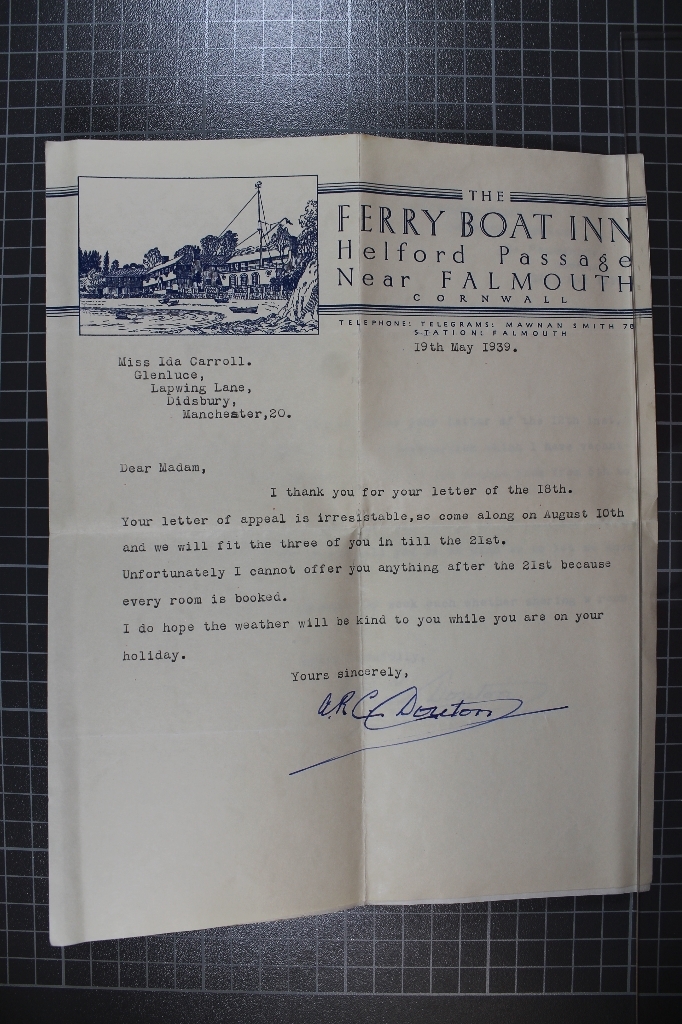 THE
FERRY BOAT INN
Helford Passage
Near FALMOUTH
CORNWALL
TELEPHONE: TELEGRAMS: MAWNAN SMITH 78
STATION: FALMOUTH
19th May 1939.
Miss Ida Carroll.
Glenluce,
Lapwing Lane,
Didsbury,
Manchester,20.
Dear Madam,
I thank you for your letter of the 18th.
Your letter of appeal is irresistable,so come along on August 10th
and we will fit the three of you in till the 21st.
Unfortunately I cannot offer you anything after the 21st because
every room is booked.
I do hope the weather will be kind to you while you are on your
holiday.
Yours sincerely,